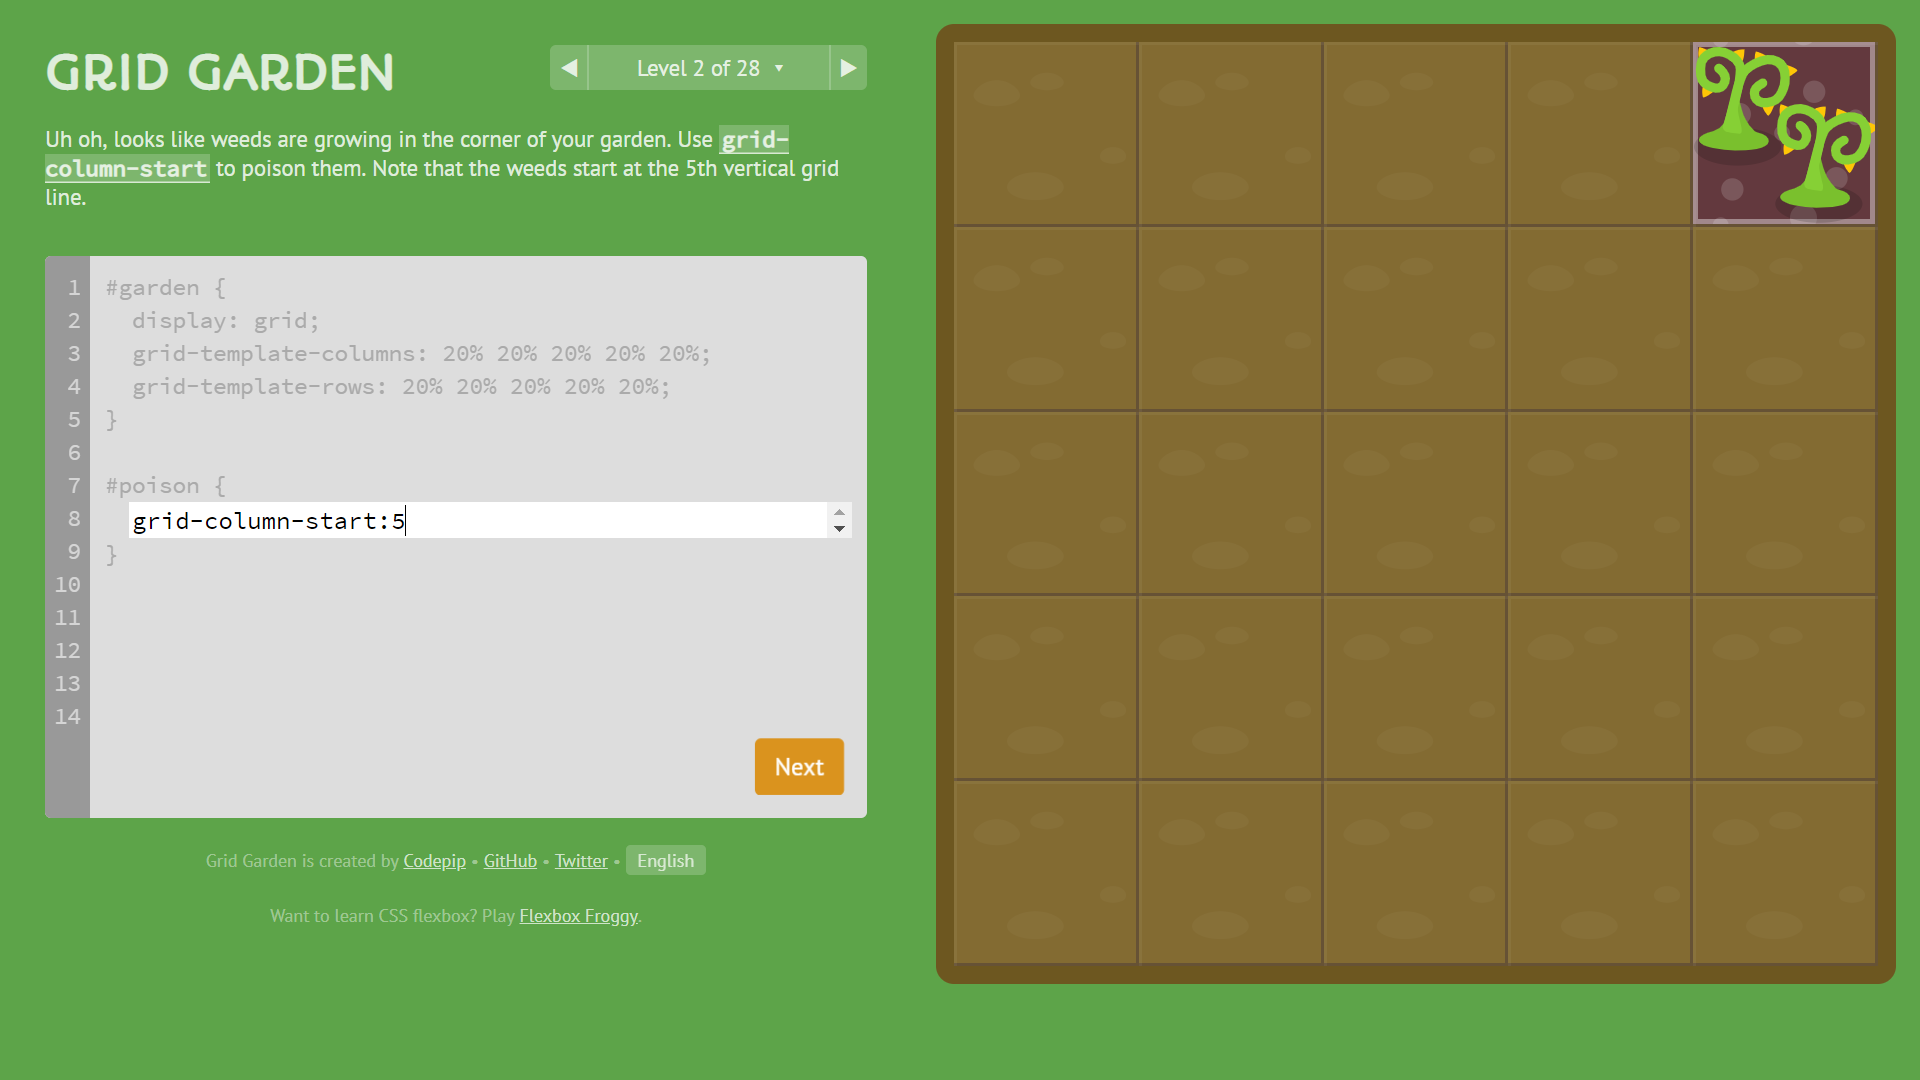 GRID GARDEN
◀ Level 2 of 28 ▼ ▶
Uh oh, looks like weeds are growing in the corner of your garden. Use grid-
column-start to poison them. Note that the weeds start at the 5th vertical grid
line.
1 #garden {
2 display: grid;
3 grid-template-columns: 20% 20% 20% 20% 20%;
4 grid-template-rows: 20% 20% 20% 20% 20%;
5 }
6
7 #poison {
8 grid-column-start:5
9 }
10
11
12
13
14
Next
Grid Garden is created by Codepip • GitHub • Twitter • English
Want to learn CSS flexbox? Play Flexbox Froggy.